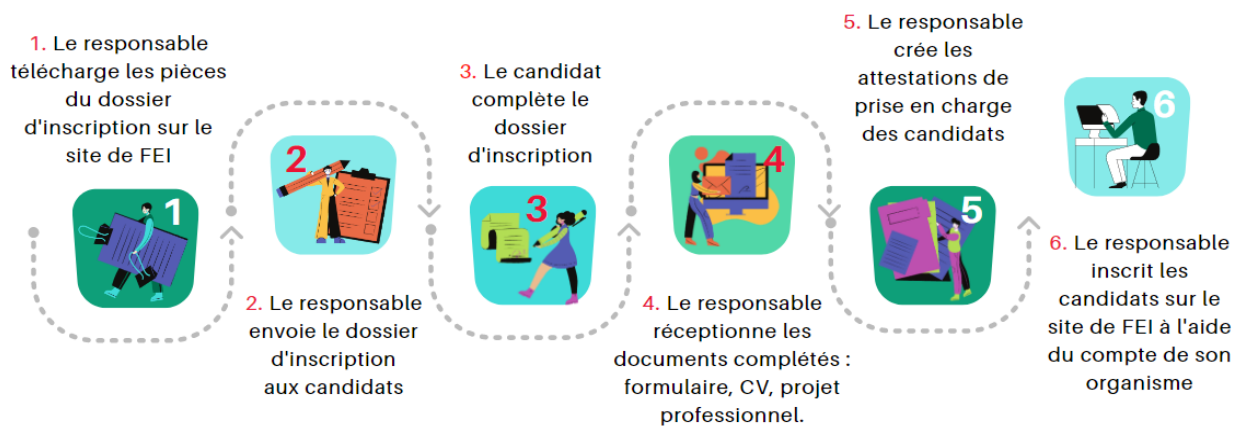 1. Le responsable
télécharge les pièces
du dossier
d'inscription sur le
site de FEI
1
2
2. Le responsable
envoie le dossier
d'inscription
aux candidats
3. Le candidat
complète le
dossier
d'inscription
3
4
4. Le responsable
réceptionne les
documents complétés :
formulaire, CV, projet
professionnel.
5. Le responsable
crée les
attestations de
prise en charge
des candidats
5
6
6. Le responsable
inscrit les
candidats sur le
site de FEI à l'aide
du compte de son
organisme